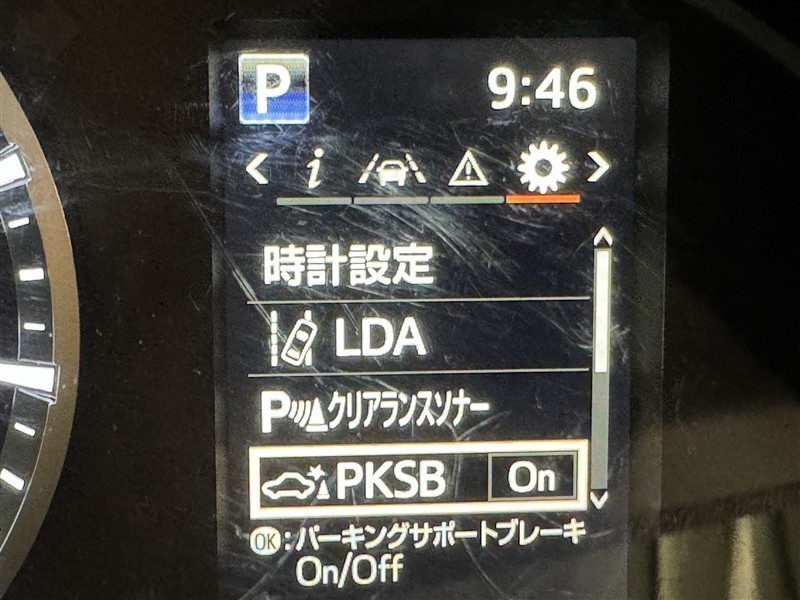 P
9:46
i
時計設定
LDA
Pクリアランスソナー
PKSB On
OK:パーキングサポートブレーキ
On/Off